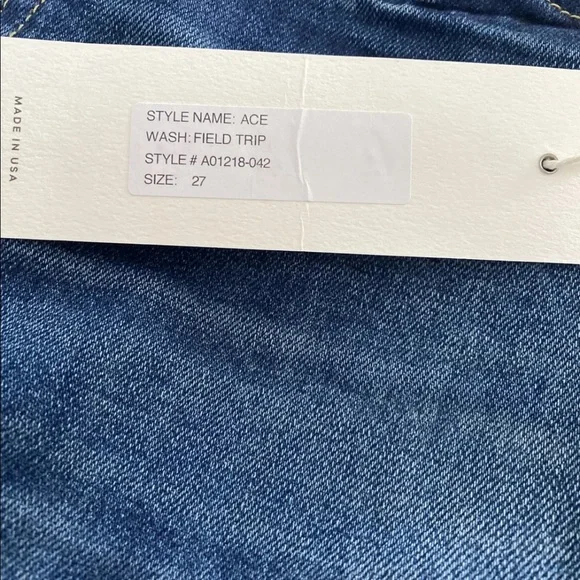 MADE IN USA
STYLE NAME: ACE
WASH: FIELD TRIP
STYLE # A01218-042
SIZE: 27